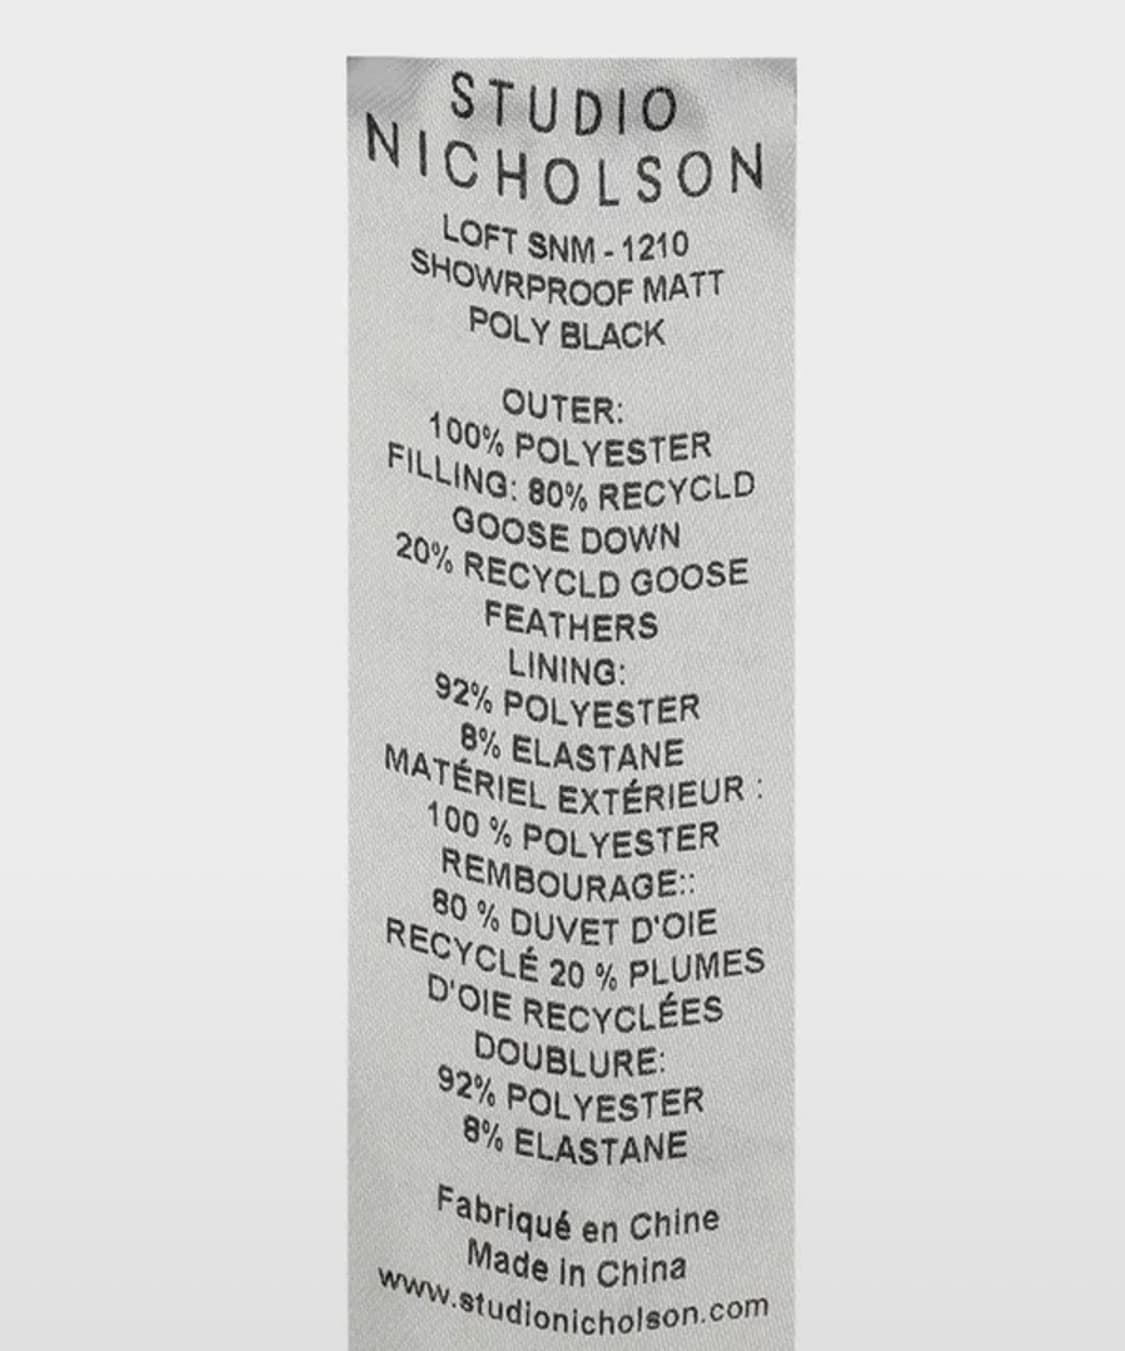 STUDIO
NICHOLSON
LOFT SNM - 1210
SHOWRPROOF MATT
POLY BLACK
OUTER:
100% POLYESTER
FILLING: 80% RECYCLD
GOOSE DOWN
20% RECYCLD GOOSE
FEATHERS
LINING:
92% POLYESTER
8% ELASTANE
MATÉRIEL EXTÉRIEUR :
100 % POLYESTER
REMBOURAGE::
80 % DUVET D'OIE
RECYCLÉ 20 % PLUMES
D'OIE RECYCLÉES
DOUBLURE:
92% POLYESTER
8% ELASTANE
Fabriqué en Chine
Made in China
www.studionicholson.com